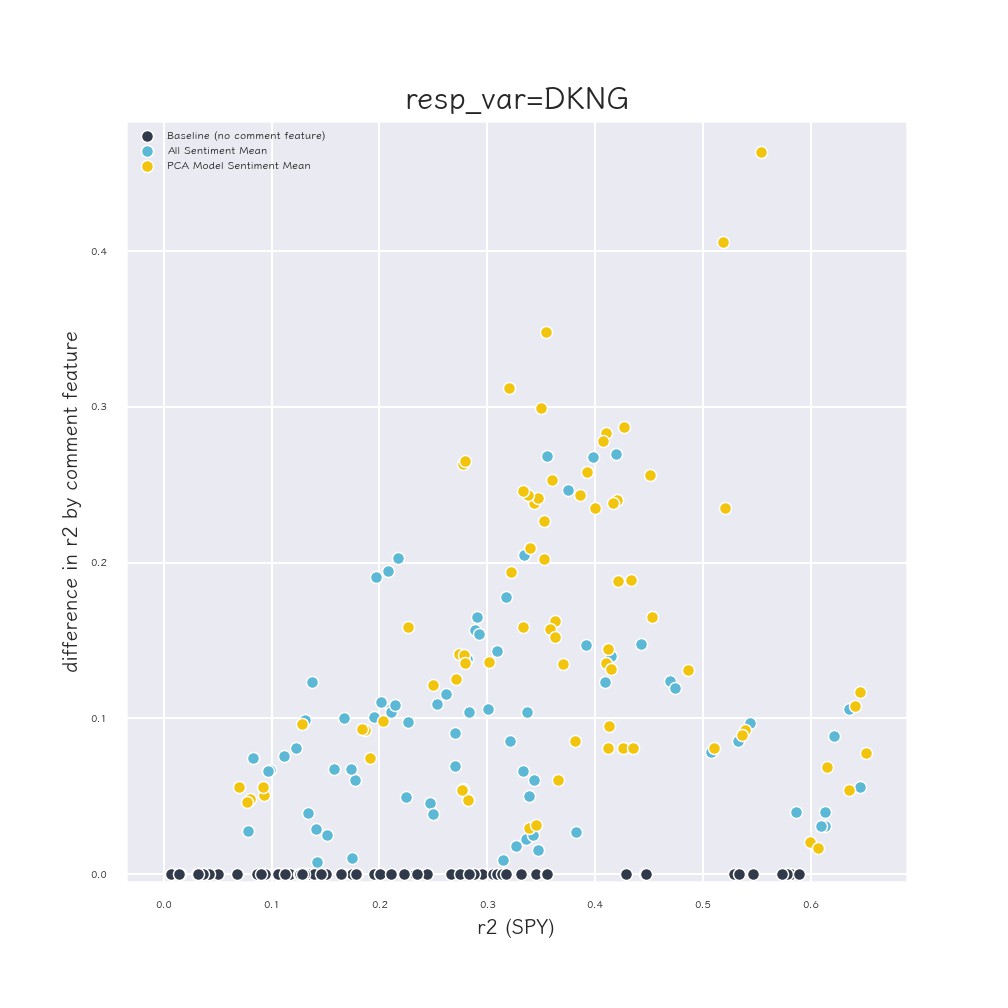 resp_var=DKNG
Baseline (no comment feature)
All Sentiment Mean
PCA Model Sentiment Mean
difference in r2 by comment feature
0.4
0.3
0.2
0.1
0.0
0.0 0.1 0.2 0.3 0.4 0.5 0.6
r2 (SPY)